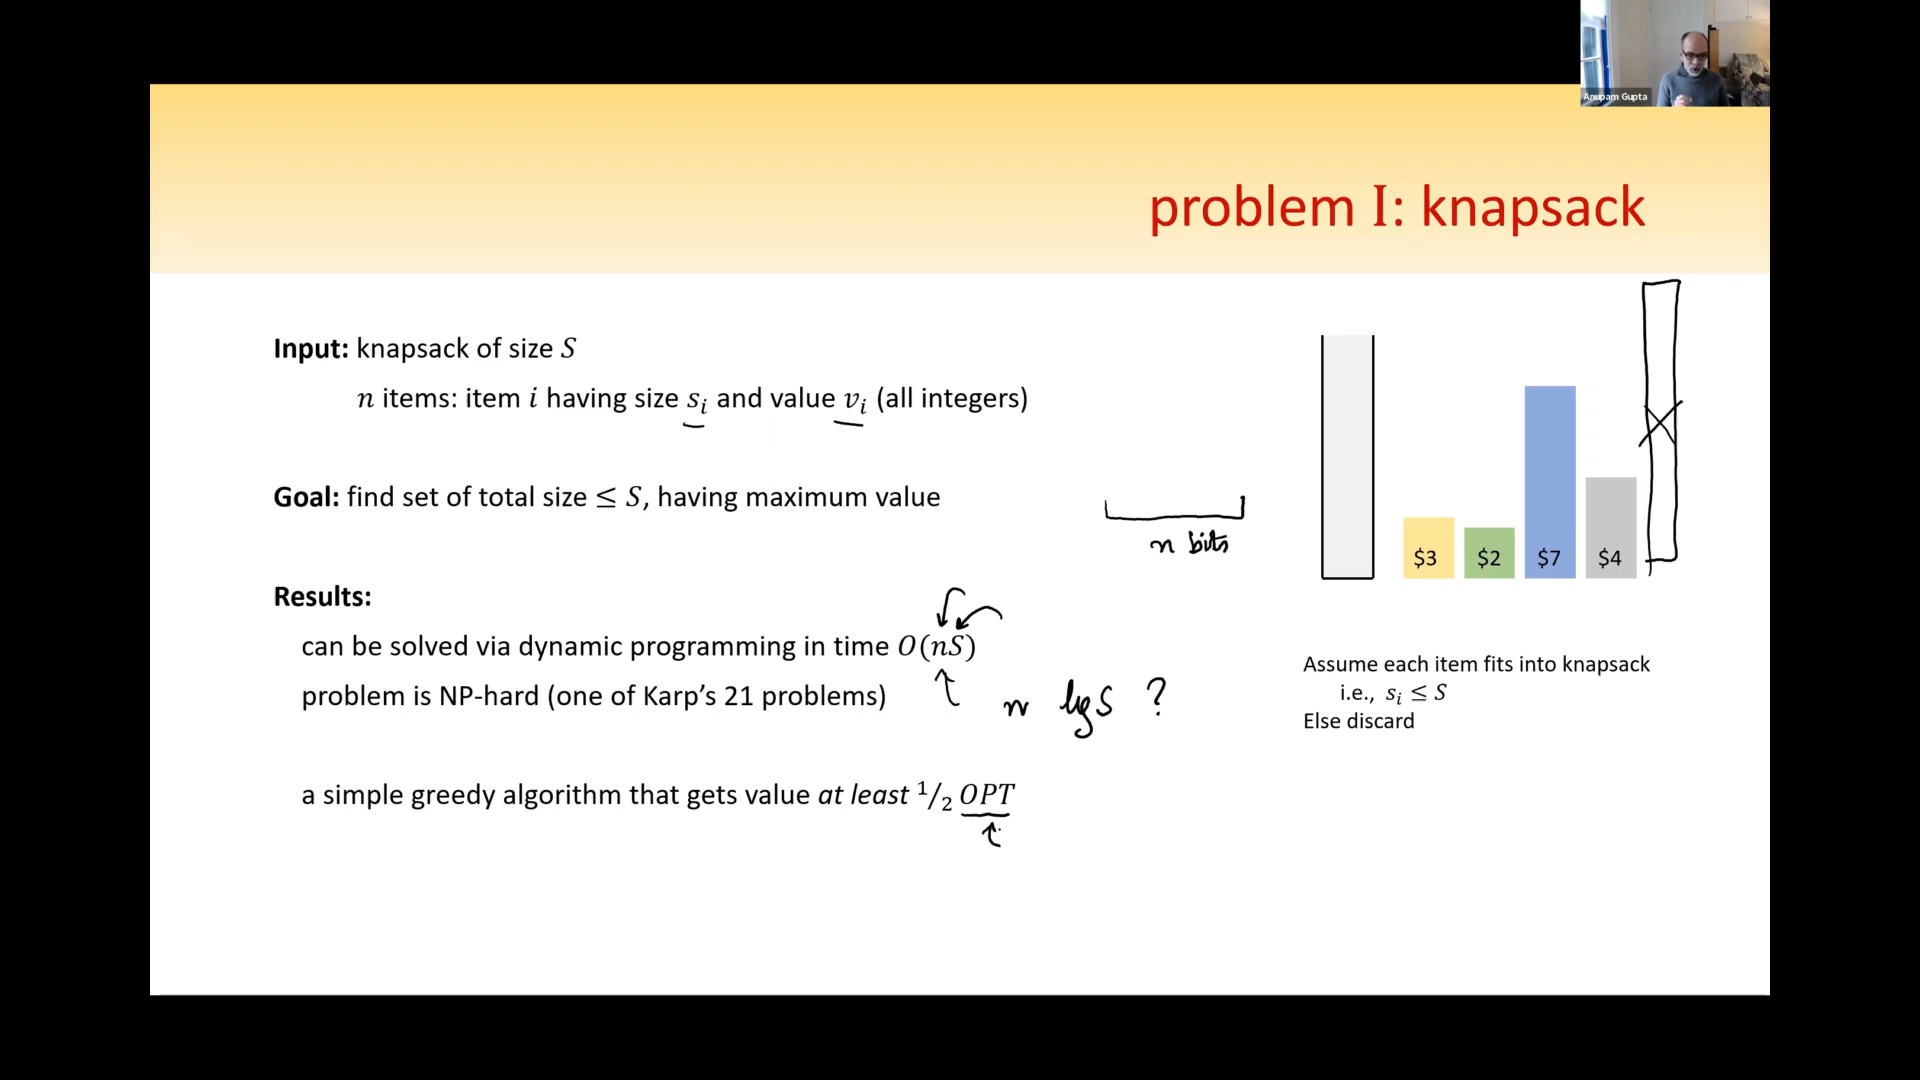 Anupam Gupta
problem I: knapsack
Input: knapsack of size S
n items: item i having size sᵢ and value vᵢ (all integers)
Goal: find set of total size ≤ S, having maximum value
n bits
$3 $2 $7 $4
Results:
can be solved via dynamic programming in time O(nS)
problem is NP-hard (one of Karp's 21 problems)
n lg S ?
Assume each item fits into knapsack
i.e., sᵢ ≤ S
Else discard
a simple greedy algorithm that gets value at least 1/2 OPT